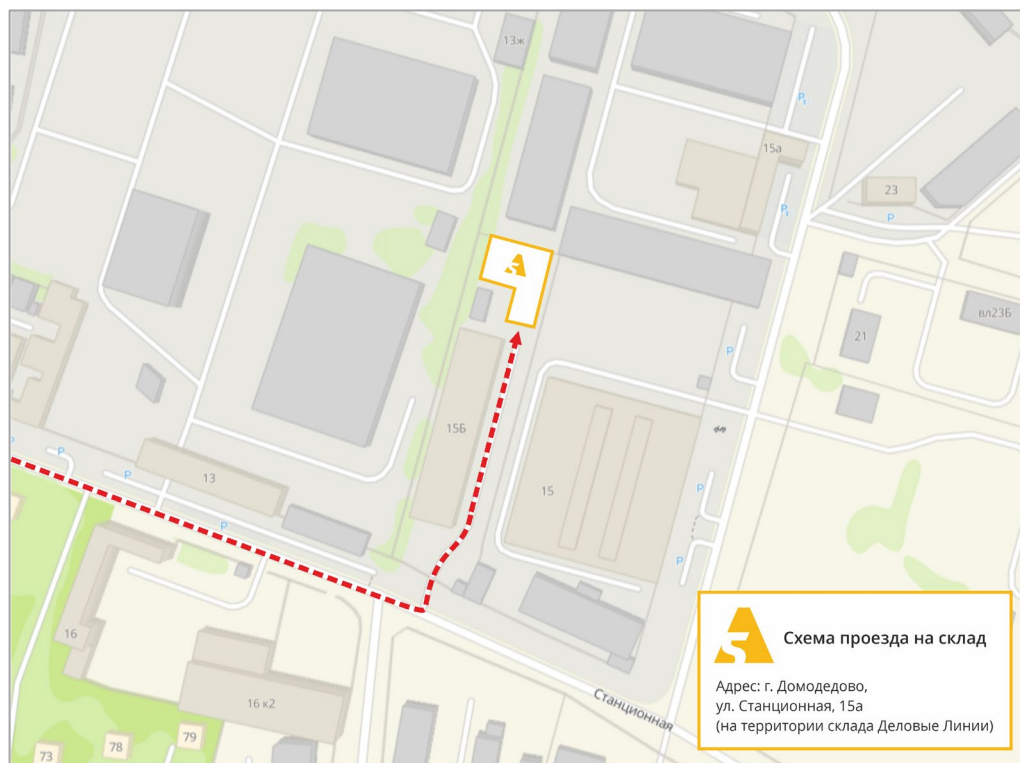 13ж
15а
23
вл23Б
21
15Б
15
13
16
16 к2
79
78
73
P
P
P
P
P
P
P
P
P
P
P
Станционная
S
S
Схема проезда на склад
Адрес: г. Домодедово,
ул. Станционная, 15а
(на территории склада Деловые Линии)